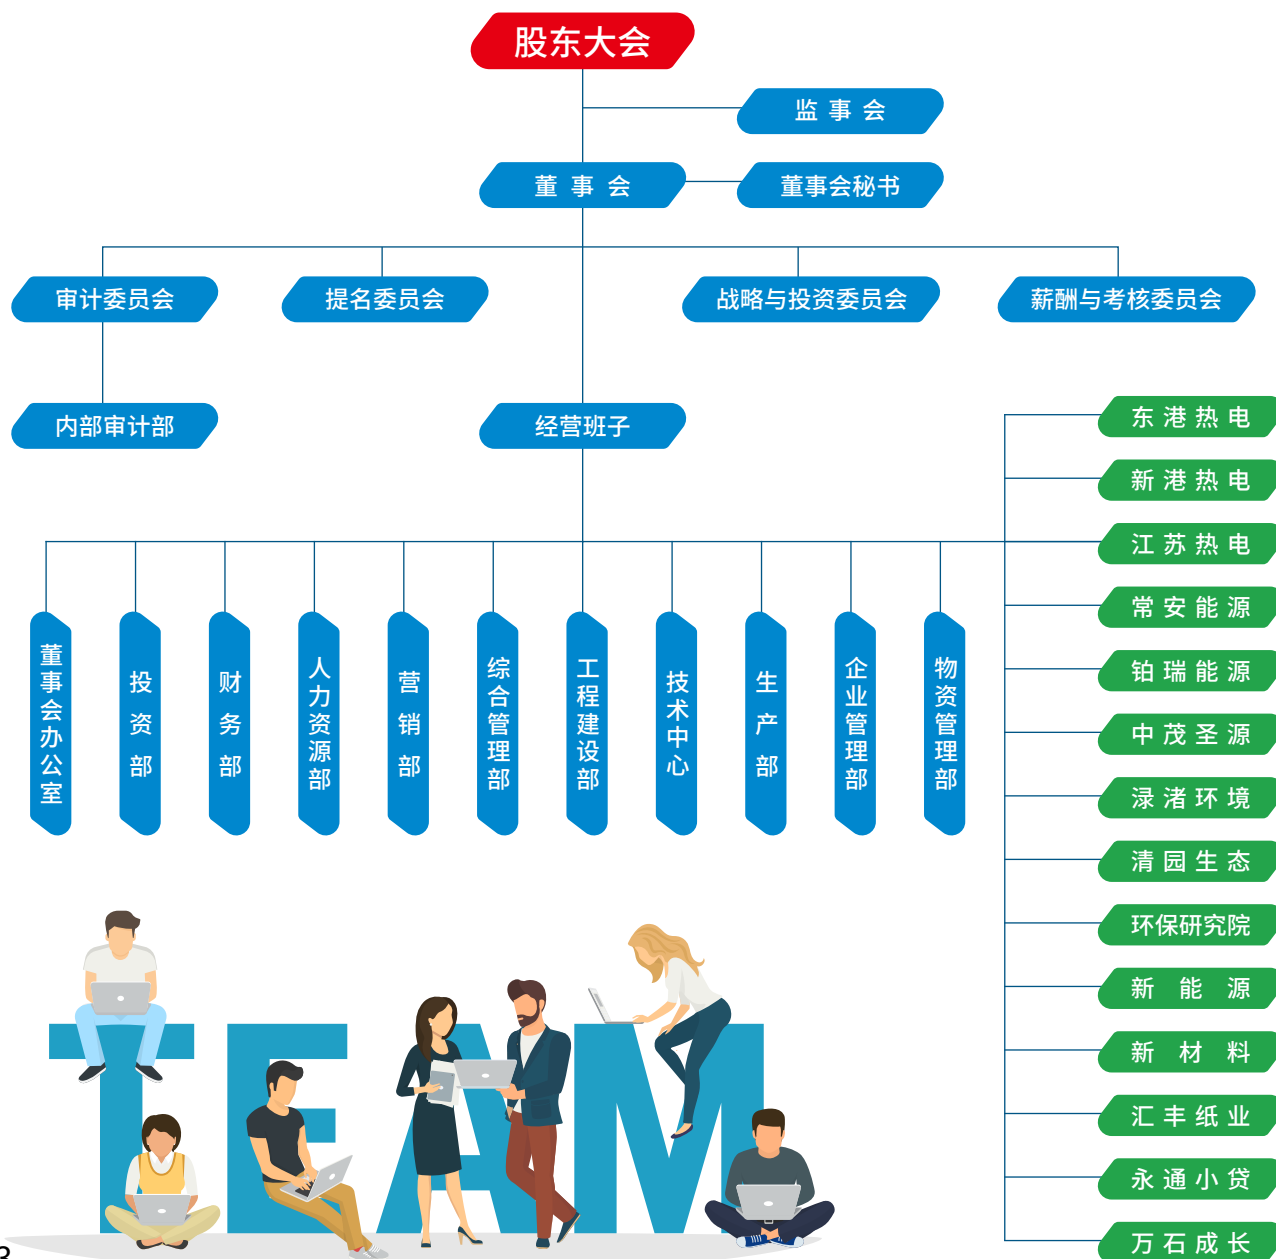 股东大会
监事会
董事会
董事会秘书
审计委员会
提名委员会
战略与投资委员会
薪酬与考核委员会
内部审计部
经营班子
董事会办公室
投资部
财务部
人力资源部
营销部
综合管理部
工程建设部
技术中心
生产部
企业管理部
物资管理部
东港热电
新港热电
江苏热电
常安能源
铂瑞能源
中茂圣源
渌渚环境
清园生态
环保研究院
新能源
新材料
汇丰纸业
永通小贷
万石成长
TEAM
3